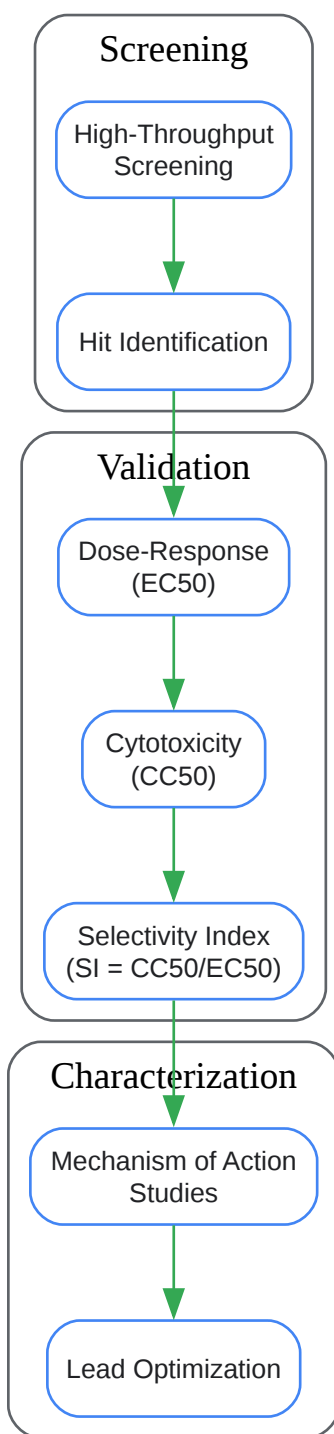 Screening
High-Throughput
Screening
Hit Identification
Validation
Dose-Response
(EC50)
Cytotoxicity
(CC50)
Selectivity Index
(SI = CC50/EC50)
Characterization
Mechanism of Action
Studies
Lead Optimization